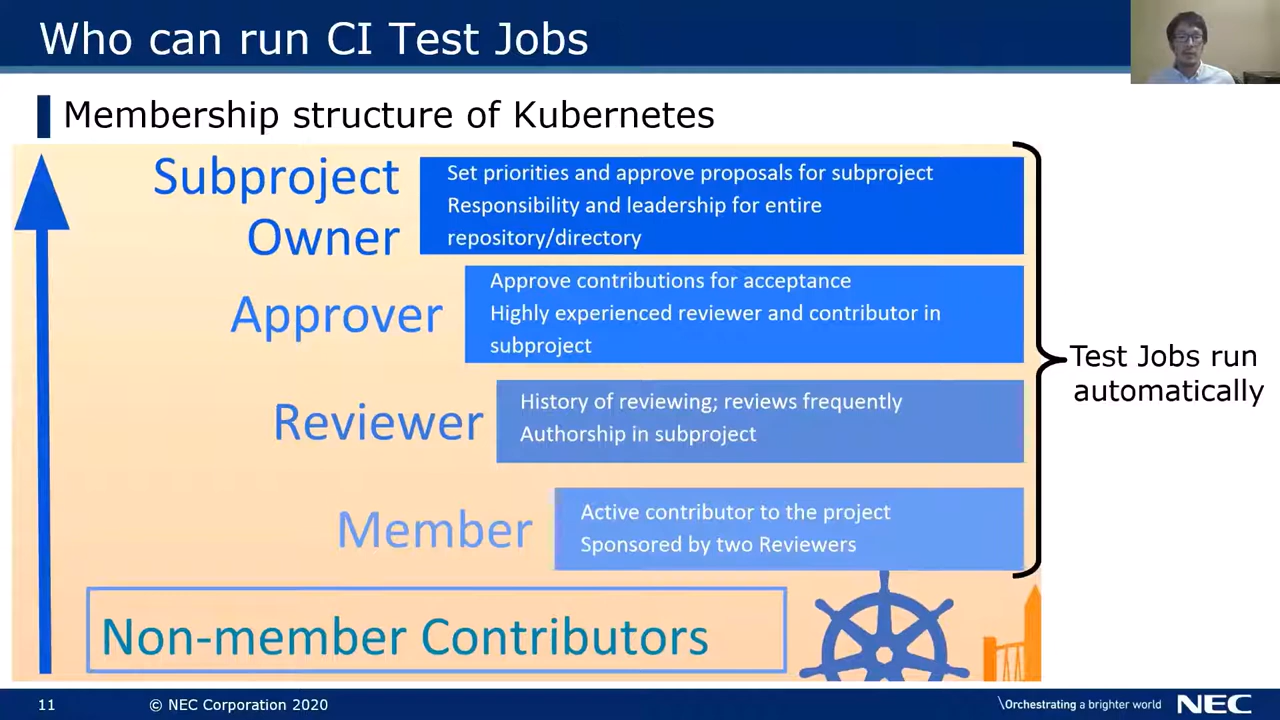 Who can run CI Test Jobs
Membership structure of Kubernetes
Subproject
Owner
Set priorities and approve proposals for subproject
Responsibility and leadership for entire
repository/directory
Approver
Approve contributions for acceptance
Highly experienced reviewer and contributor in
subproject
Reviewer
History of reviewing; reviews frequently
Authorship in subproject
Member
Active contributor to the project
Sponsored by two Reviewers
Non-member Contributors
Test Jobs run
automatically
11
© NEC Corporation 2020
\Orchestrating a brighter world
NEC